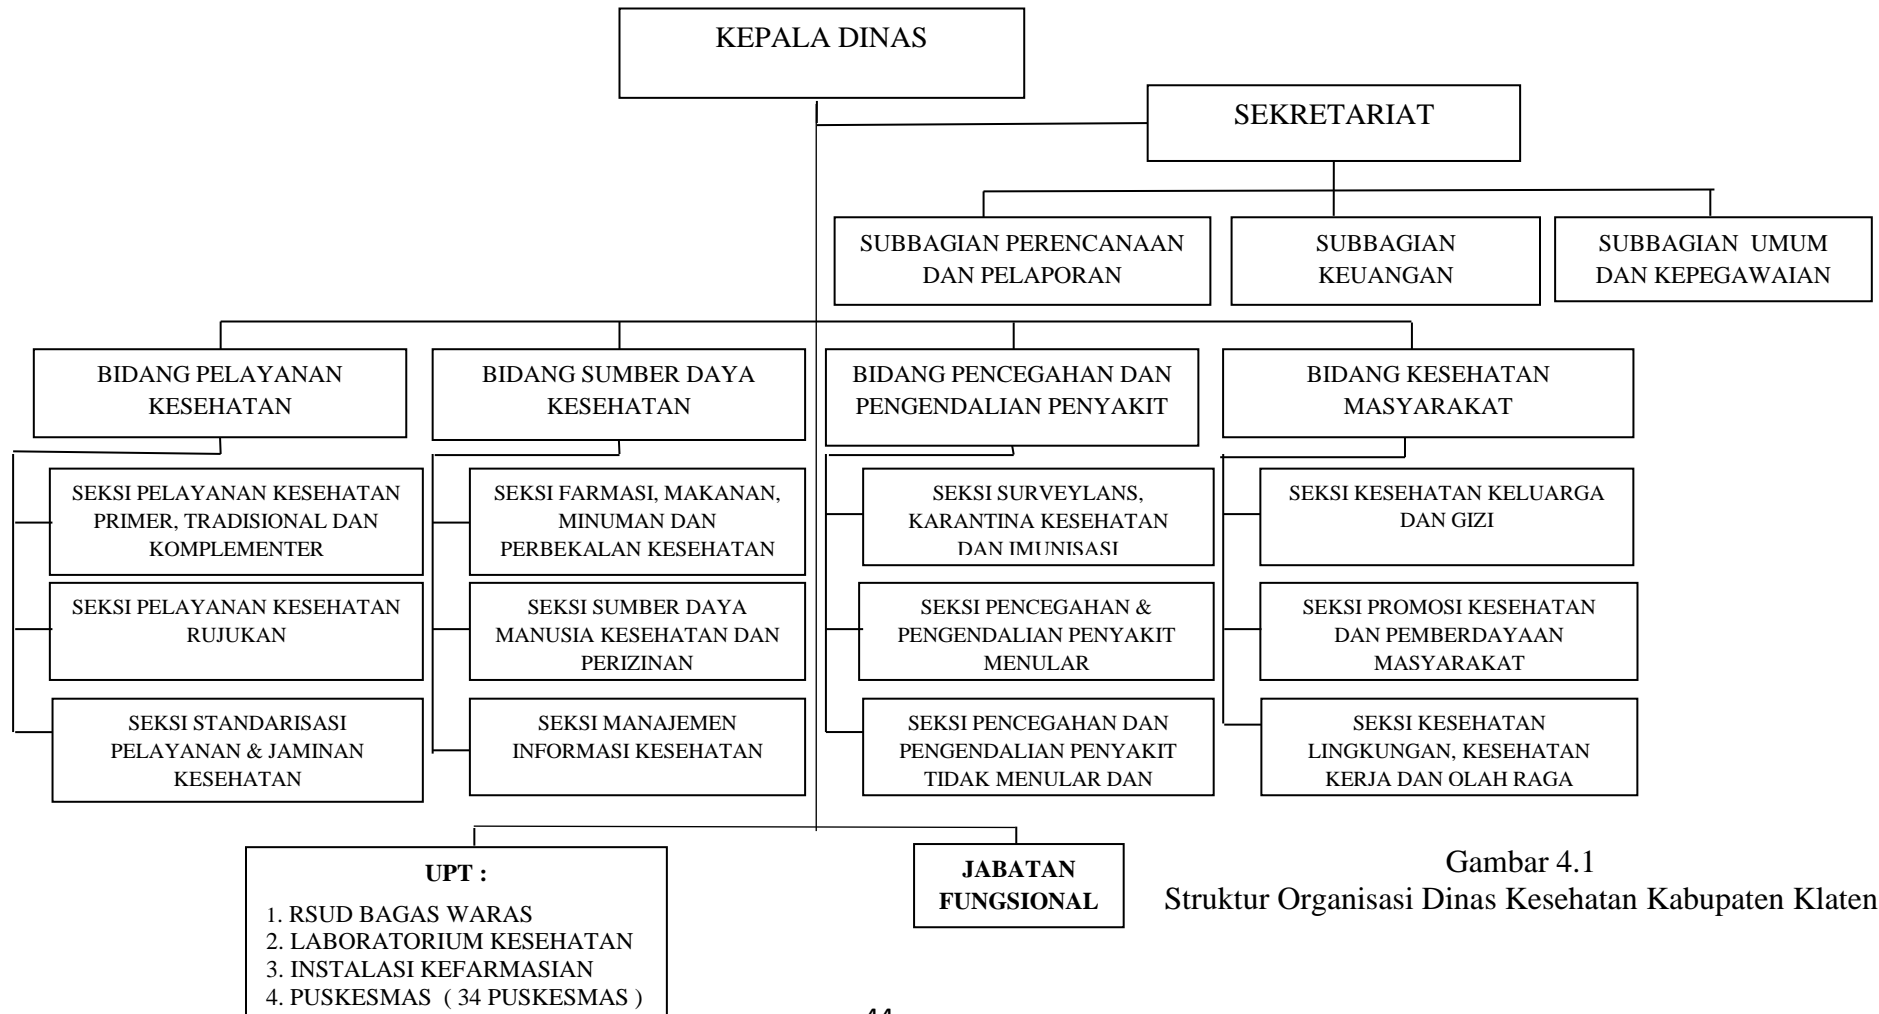 KEPALA DINAS
SEKRETARIAT
SUBBAGIAN PERENCANAAN
DAN PELAPORAN
SUBBAGIAN
KEUANGAN
SUBBAGIAN UMUM
DAN KEPEGAWAIAN
BIDANG PELAYANAN
KESEHATAN
BIDANG SUMBER DAYA
KESEHATAN
BIDANG PENCEGAHAN DAN
PENGENDALIAN PENYAKIT
BIDANG KESEHATAN
MASYARAKAT
SEKSI PELAYANAN KESEHATAN
PRIMER, TRADISIONAL DAN
KOMPLEMENTER
SEKSI FARMASI, MAKANAN,
MINUMAN DAN
PERBEKALAN KESEHATAN
SEKSI SURVEYLANS,
KARANTINA KESEHATAN
DAN IMUNISASI
SEKSI KESEHATAN KELUARGA
DAN GIZI
SEKSI PELAYANAN KESEHATAN
RUJUKAN
SEKSI SUMBER DAYA
MANUSIA KESEHATAN DAN
PERIZINAN
SEKSI PENCEGAHAN &
PENGENDALIAN PENYAKIT
MENULAR
SEKSI PROMOSI KESEHATAN
DAN PEMBERDAYAAN
MASYARAKAT
SEKSI STANDARISASI
PELAYANAN & JAMINAN
KESEHATAN
SEKSI MANAJEMEN
INFORMASI KESEHATAN
SEKSI PENCEGAHAN DAN
PENGENDALIAN PENYAKIT
TIDAK MENULAR DAN
SEKSI KESEHATAN
LINGKUNGAN, KESEHATAN
KERJA DAN OLAH RAGA
UPT :
1. RSUD BAGAS WARAS
2. LABORATORIUM KESEHATAN
3. INSTALASI KEFARMASIAN
4. PUSKESMAS ( 34 PUSKESMAS )
JABATAN
FUNGSIONAL
Gambar 4.1
Struktur Organisasi Dinas Kesehatan Kabupaten Klaten